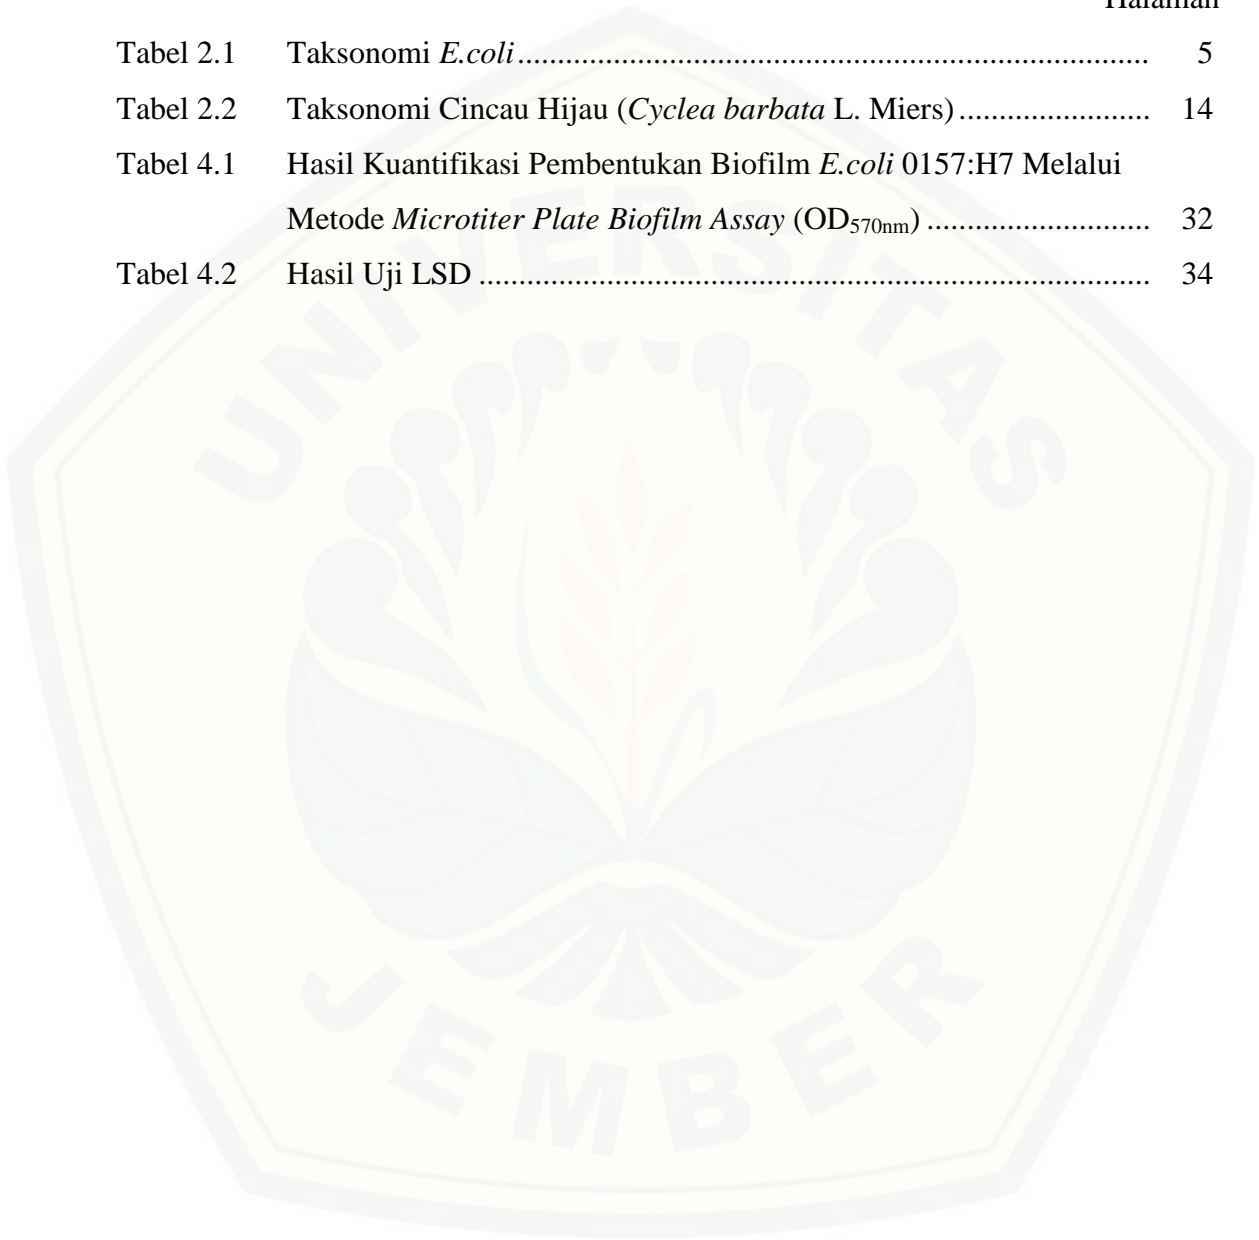 Halaman
Tabel 2.1 Taksonomi E.coli............................................................................ 5
Tabel 2.2 Taksonomi Cincau Hijau (Cyclea barbata L. Miers)....................... 14
Tabel 4.1 Hasil Kuantifikasi Pembentukan Biofilm E.coli 0157:H7 Melalui
Metode Microtiter Plate Biofilm Assay (OD570nm)........................... 32
Tabel 4.2 Hasil Uji LSD.................................................................................. 34
UNIVERSITAS
JEMBER